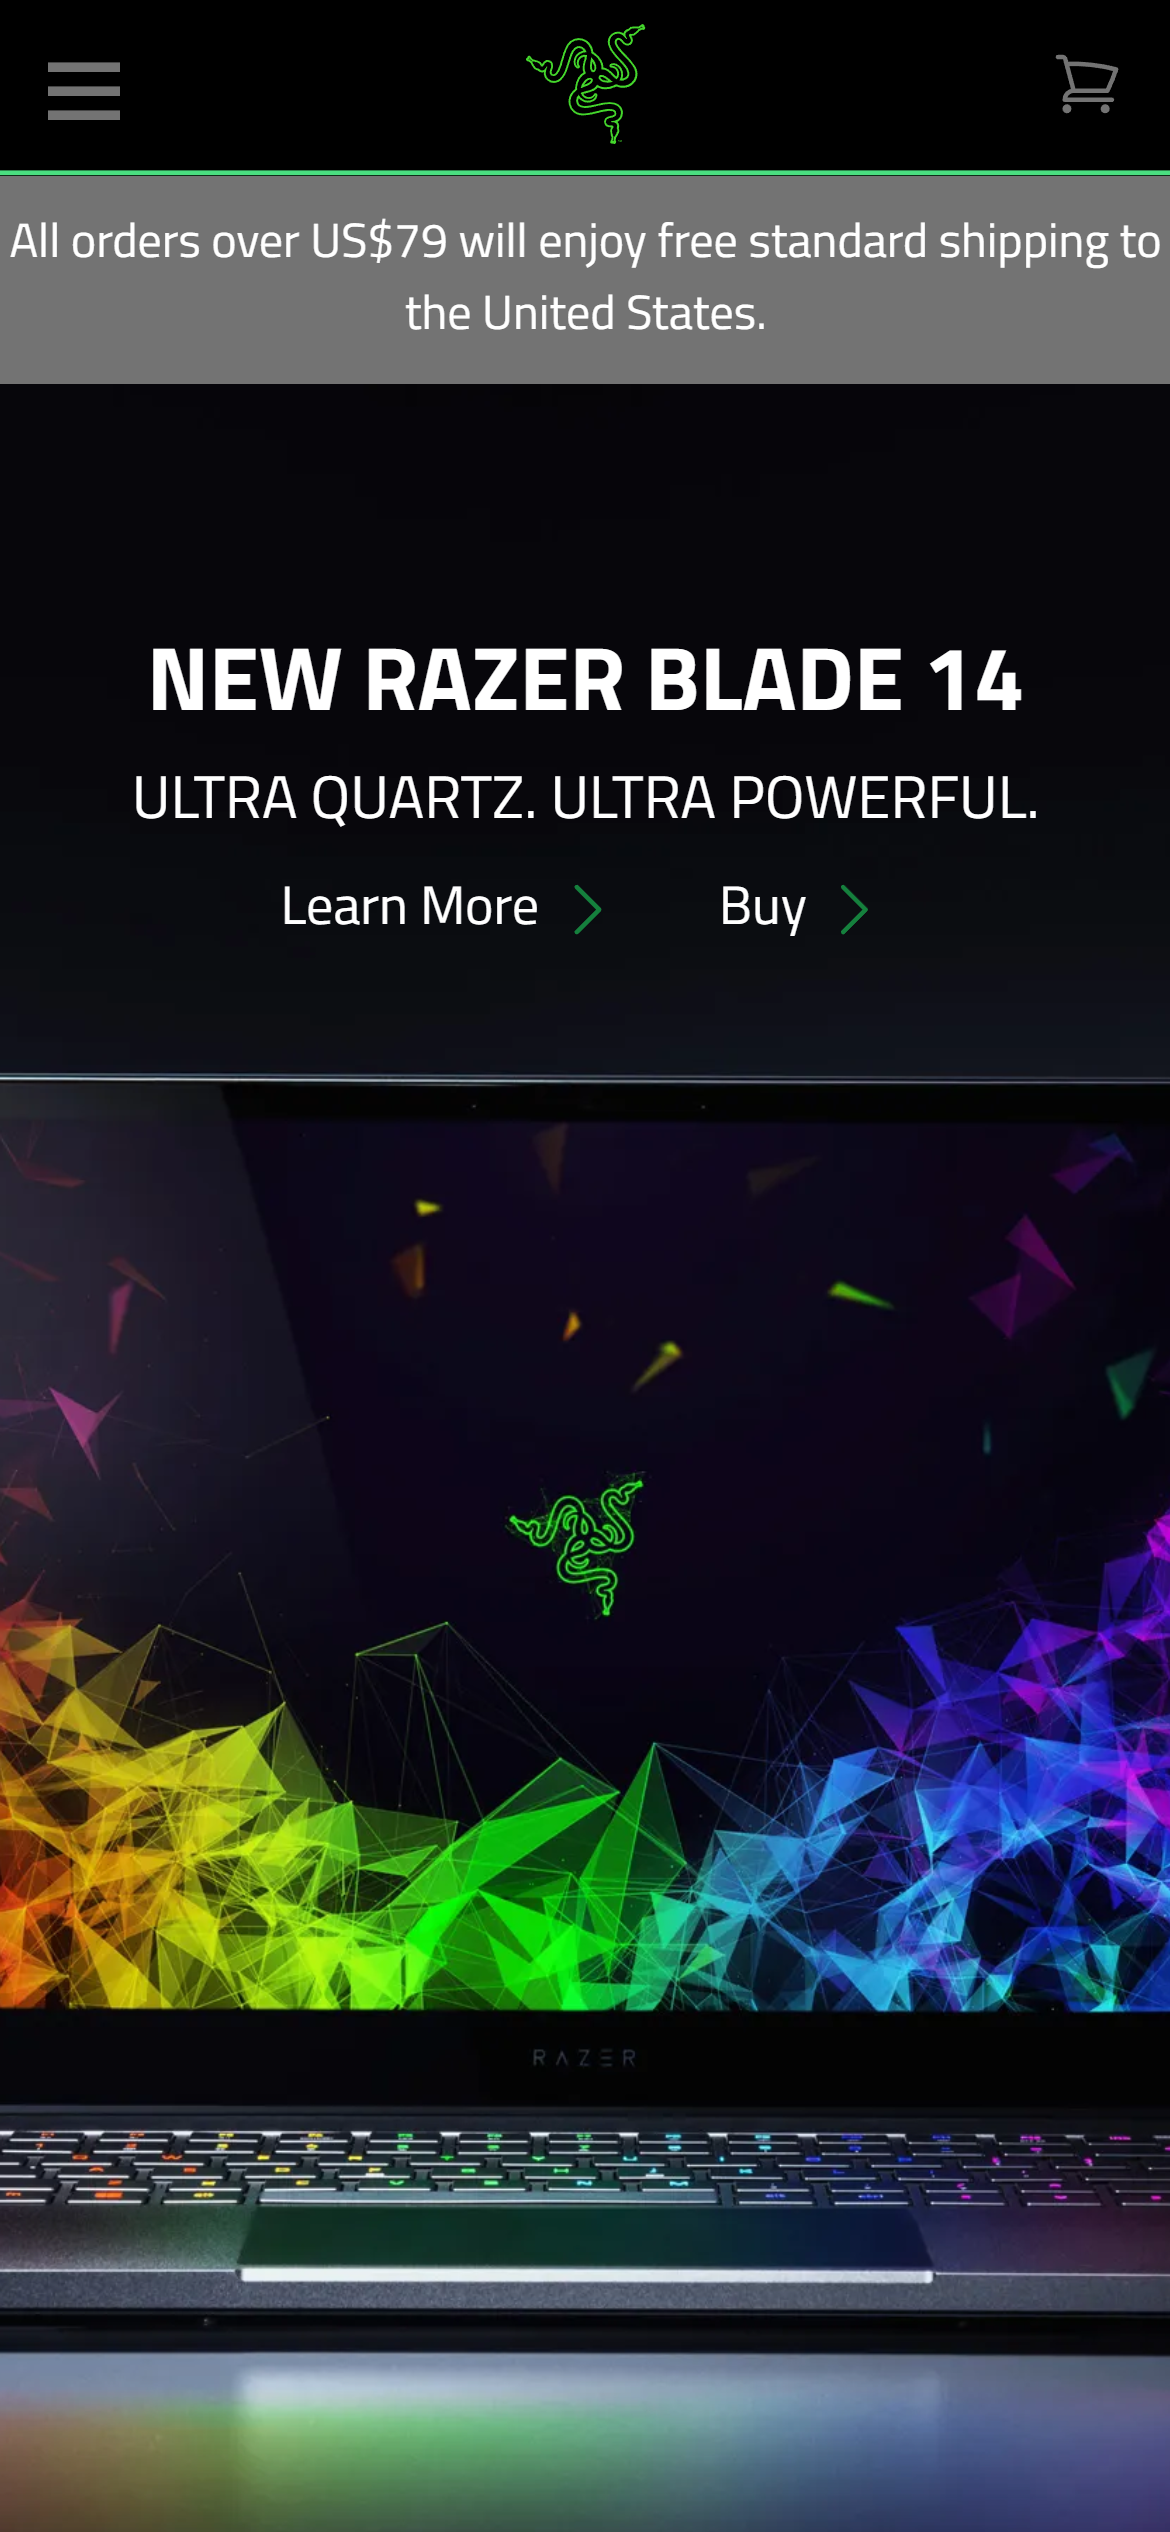 All orders over US$79 will enjoy free standard shipping to
the United States.
NEW RAZER BLADE 14
ULTRA QUARTZ. ULTRA POWERFUL.
Learn More
Buy
RAZER